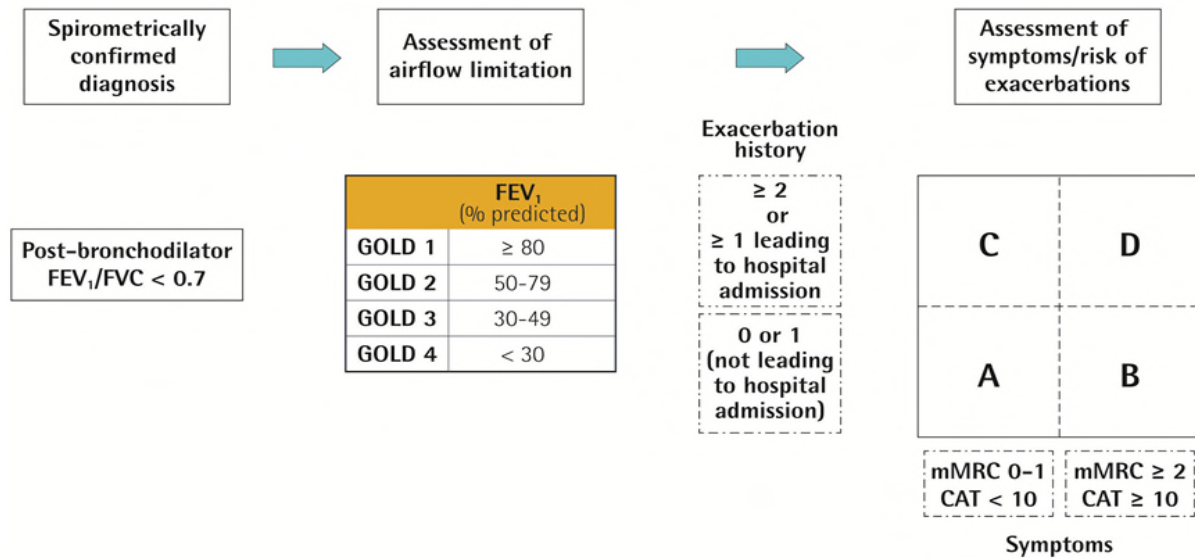 Spirometrically
confirmed
diagnosis
Assessment of
airflow limitation
Assessment of
symptoms/risk of
exacerbations
Post-bronchodilator
FEV₁/FVC < 0.7
FEV₁
(% predicted)
GOLD 1 ≥ 80
GOLD 2 50-79
GOLD 3 30-49
GOLD 4 < 30
Exacerbation
history
≥ 2
or
≥ 1 leading
to hospital
admission
0 or 1
(not leading
to hospital
admission)
C D
A B
mMRC 0-1
CAT < 10
mMRC ≥ 2
CAT ≥ 10
Symptoms